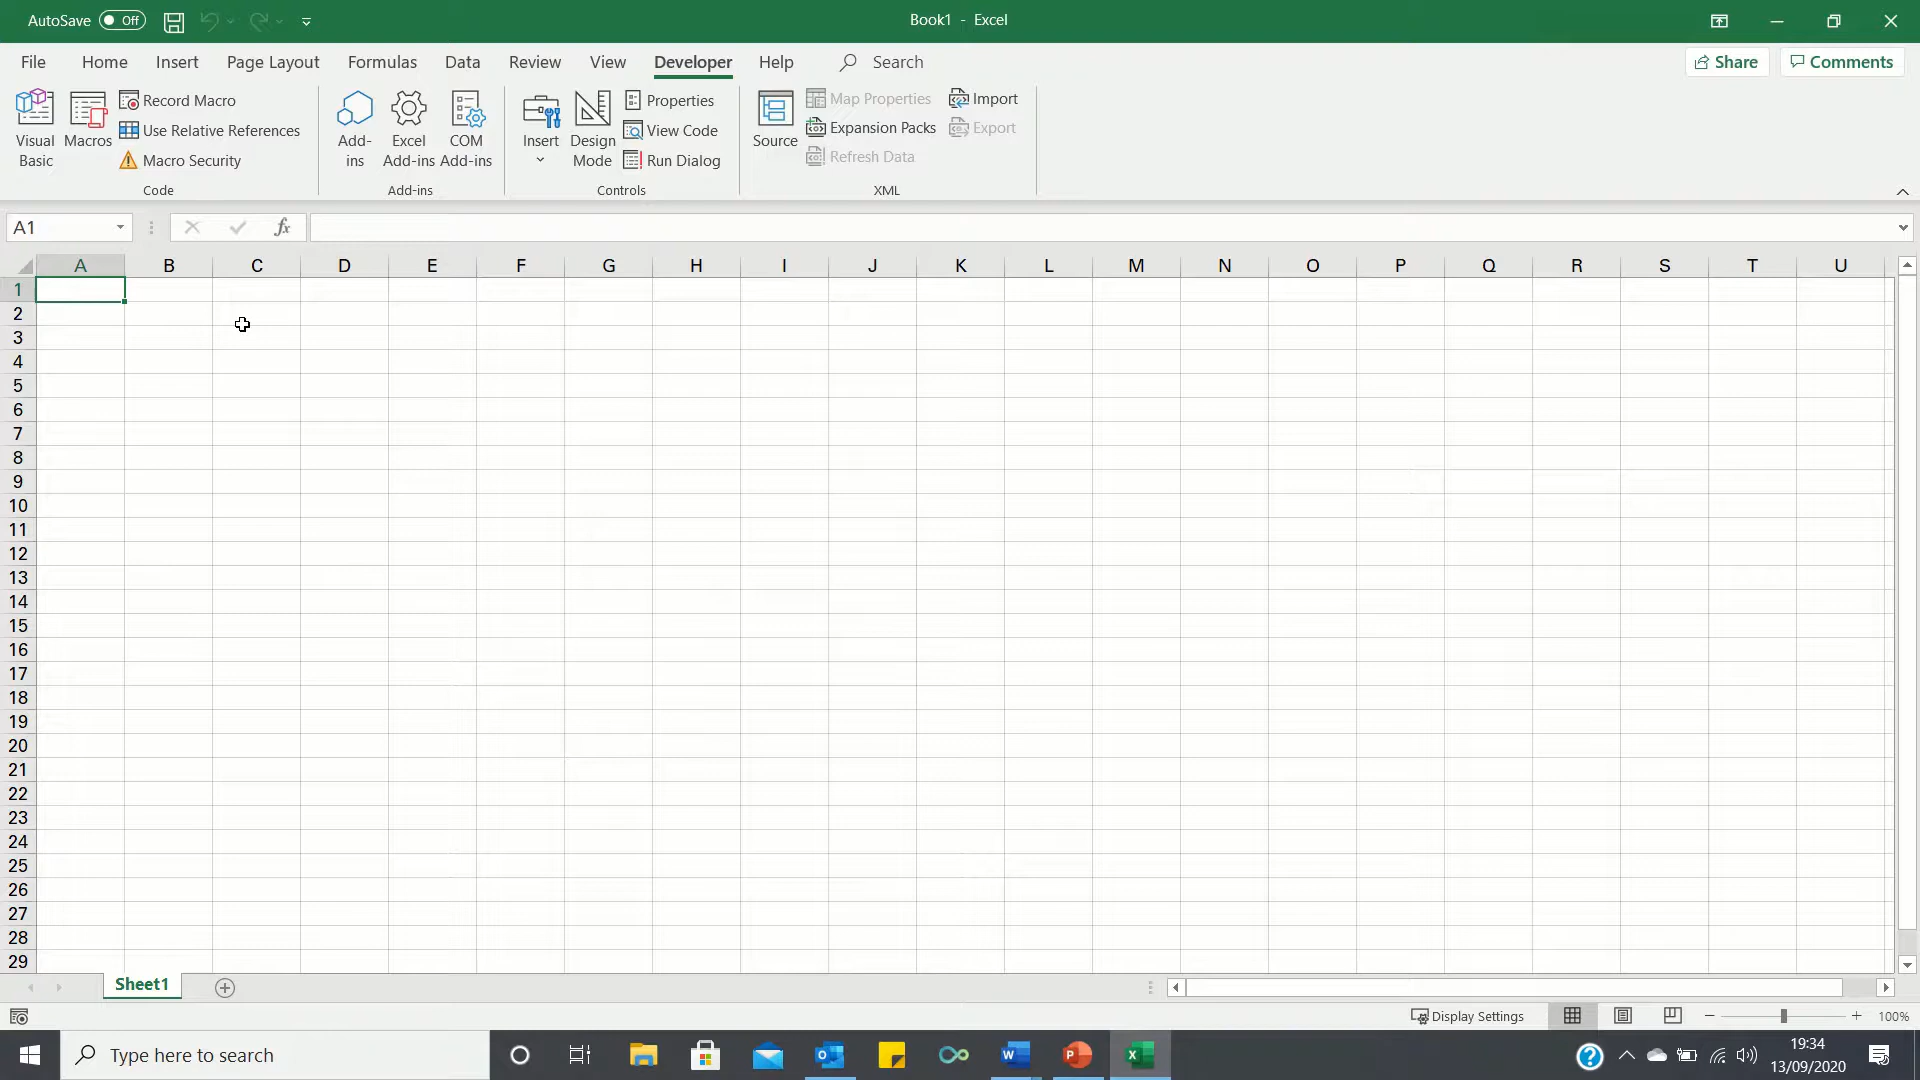 AutoSave Off
Book1 - Excel
File Home Insert Page Layout Formulas Data Review View Developer Help Search Share Comments
Visual Basic
Macros
Record Macro
Use Relative References
Macro Security
Code
Add-ins
Excel Add-ins
COM Add-ins
Add-ins
Insert
Design Mode
Properties
View Code
Run Dialog
Controls
Source
Map Properties
Expansion Packs
Refresh Data
Import
Export
XML
A1
fx
A B C D E F G H I J K L M N O P Q R S T U
1
2
3
4
5
6
7
8
9
10
11
12
13
14
15
16
17
18
19
20
21
22
23
24
25
26
27
28
29
Sheet1
Display Settings 100%
Type here to search
19:34
13/09/2020